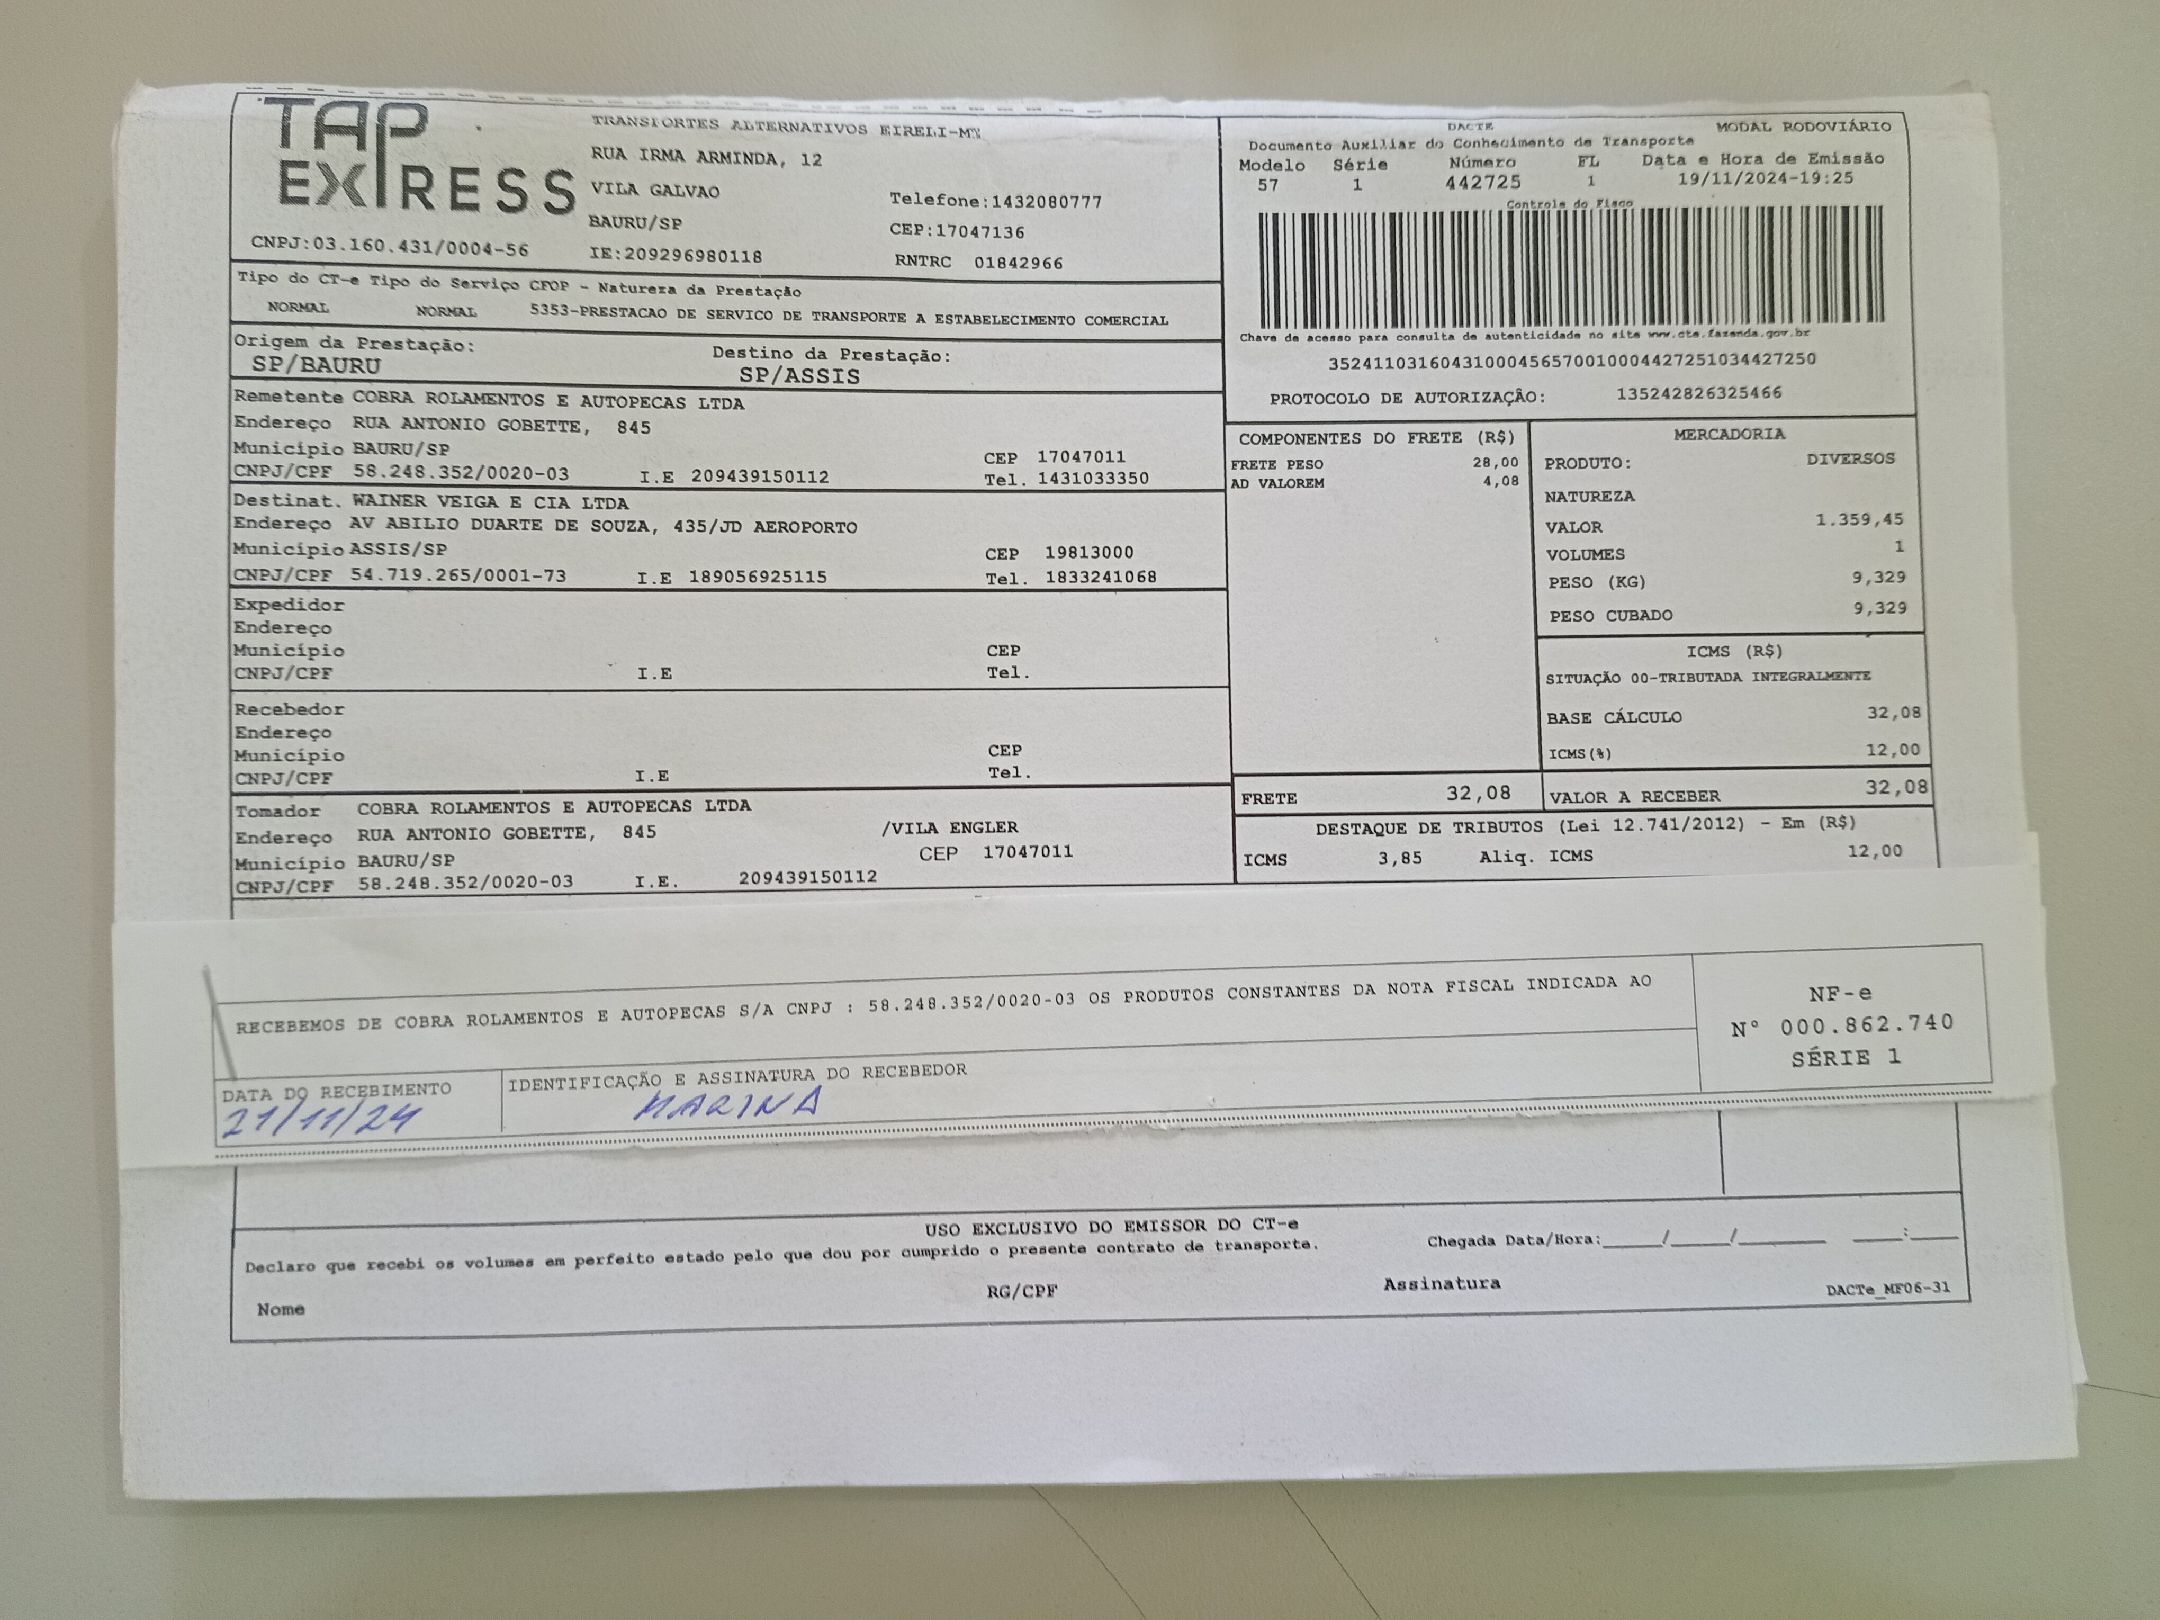 TAP
EXPRESS
CNPJ:03.160.431/0004-56
TRANSPORTES ALTERNATIVOS EIRELI-MN
RUA IRMA ARMINDA, 12
VILA GALVAO
BAURU/SP
IE:209296980118
Telefone:1432080777
CEP:17047136
RNTRC 01842966
DACTE
MODAL RODOVIÁRIO
Documento Auxiliar do Conhecimento de Transporte
Modelo Série Número FL Data e Hora de Emissão
57 1 442725 1 19/11/2024-19:25
Controle do Fisco
Chave de acesso para consulta de autenticidade no site www.cte.fazenda.gov.br
35241103160431000456570010004427251034427250
PROTOCOLO DE AUTORIZAÇÃO: 135242826325466
Tipo do CT-e Tipo do Serviço CFOP - Natureza da Prestação
NORMAL NORMAL 5353-PRESTACAO DE SERVICO DE TRANSPORTE A ESTABELECIMENTO COMERCIAL
Origem da Prestação: Destino da Prestação:
SP/BAURU SP/ASSIS
Remetente COBRA ROLAMENTOS E AUTOPECAS LTDA
Endereço RUA ANTONIO GOBETTE, 845
Município BAURU/SP CEP 17047011
CNPJ/CPF 58.248.352/0020-03 I.E 209439150112 Tel. 1431033350
Destinat. WAINER VEIGA E CIA LTDA
Endereço AV ABILIO DUARTE DE SOUZA, 435/JD AEROPORTO
Município ASSIS/SP CEP 19813000
CNPJ/CPF 54.719.265/0001-73 I.E 189056925115 Tel. 1833241068
Expedidor
Endereço
Município CEP
CNPJ/CPF I.E Tel.
Recebedor
Endereço
Município CEP
CNPJ/CPF I.E Tel.
Tomador COBRA ROLAMENTOS E AUTOPECAS LTDA
Endereço RUA ANTONIO GOBETTE, 845 /VILA ENGLER
Município BAURU/SP CEP 17047011
CNPJ/CPF 58.248.352/0020-03 I.E. 209439150112
COMPONENTES DO FRETE (R$)
FRETE PESO 28,00
AD VALOREM 4,08
MERCADORIA
PRODUTO: DIVERSOS
NATUREZA
VALOR 1.359,45
VOLUMES 1
PESO (KG) 9,329
PESO CUBADO 9,329
ICMS (R$)
SITUAÇÃO 00-TRIBUTADA INTEGRALMENTE
BASE CÁLCULO 32,08
ICMS(%) 12,00
FRETE 32,08 VALOR A RECEBER 32,08
DESTAQUE DE TRIBUTOS (Lei 12.741/2012) - Em (R$)
ICMS 3,85 Aliq. ICMS 12,00
RECEBEMOS DE COBRA ROLAMENTOS E AUTOPECAS S/A CNPJ : 58.248.352/0020-03 OS PRODUTOS CONSTANTES DA NOTA FISCAL INDICADA AO
NF-e
Nº 000.862.740
SÉRIE 1
DATA DO RECEBIMENTO IDENTIFICAÇÃO E ASSINATURA DO RECEBEDOR
21/11/24 MARINA
USO EXCLUSIVO DO EMISSOR DO CT-e
Declaro que recebi os volumes em perfeito estado pelo que dou por cumprido o presente contrato de transporte. Chegada Data/Hora:_____/_____/________ ____:____
Nome RG/CPF Assinatura DACTe_MF06-31